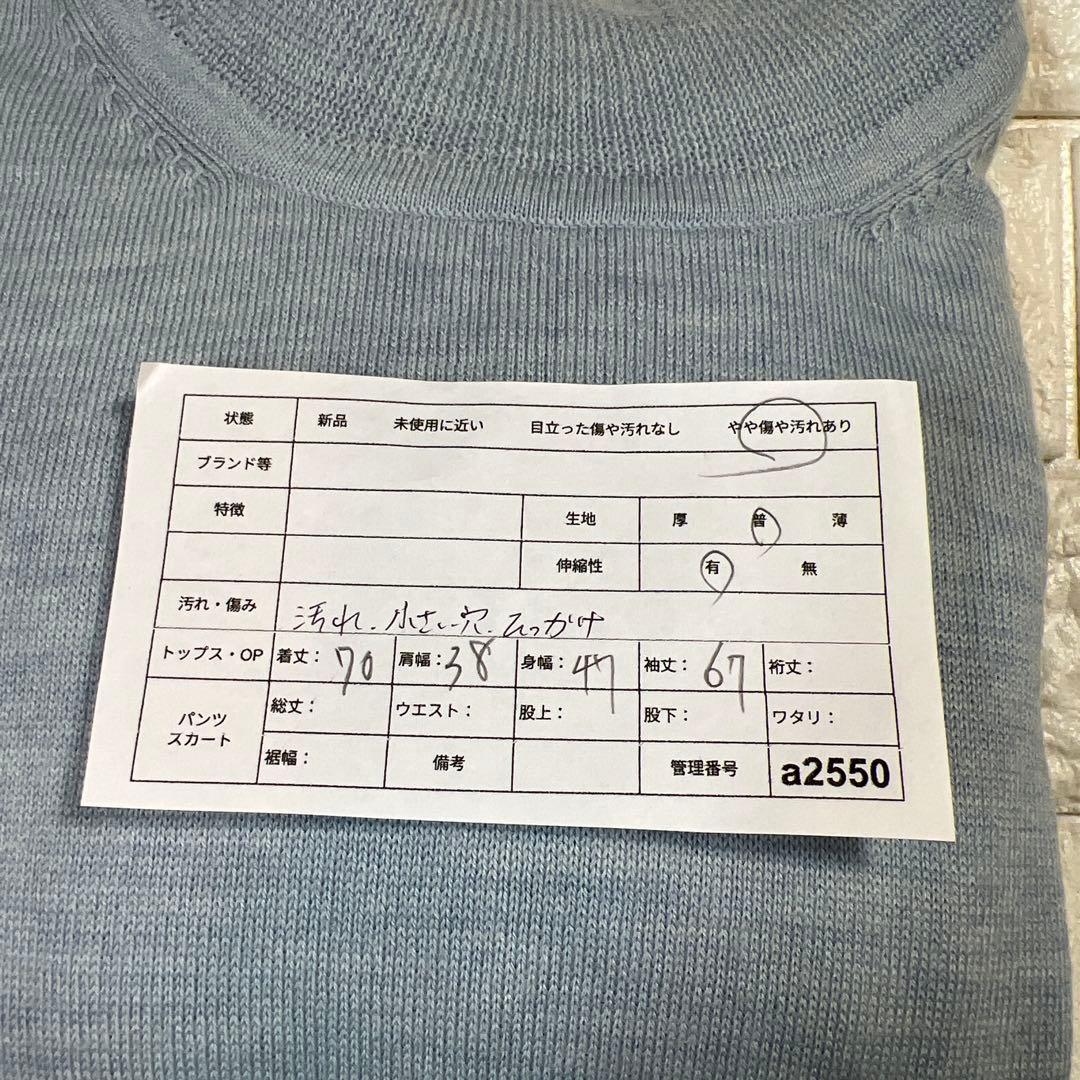 状態 新品 未使用に近い 目立った傷や汚れなし やや傷や汚れあり
ブランド等
特徴 生地 厚 普 薄
伸縮性 有 無
汚れ・傷み 汚れ、小さい穴、ひっかけ
トップス・OP 着丈：70 肩幅：38 身幅：47 袖丈：67 裄丈：
パンツ スカート 総丈： ウエスト： 股上： 股下： ワタリ：
裾幅： 備考 管理番号 a2550